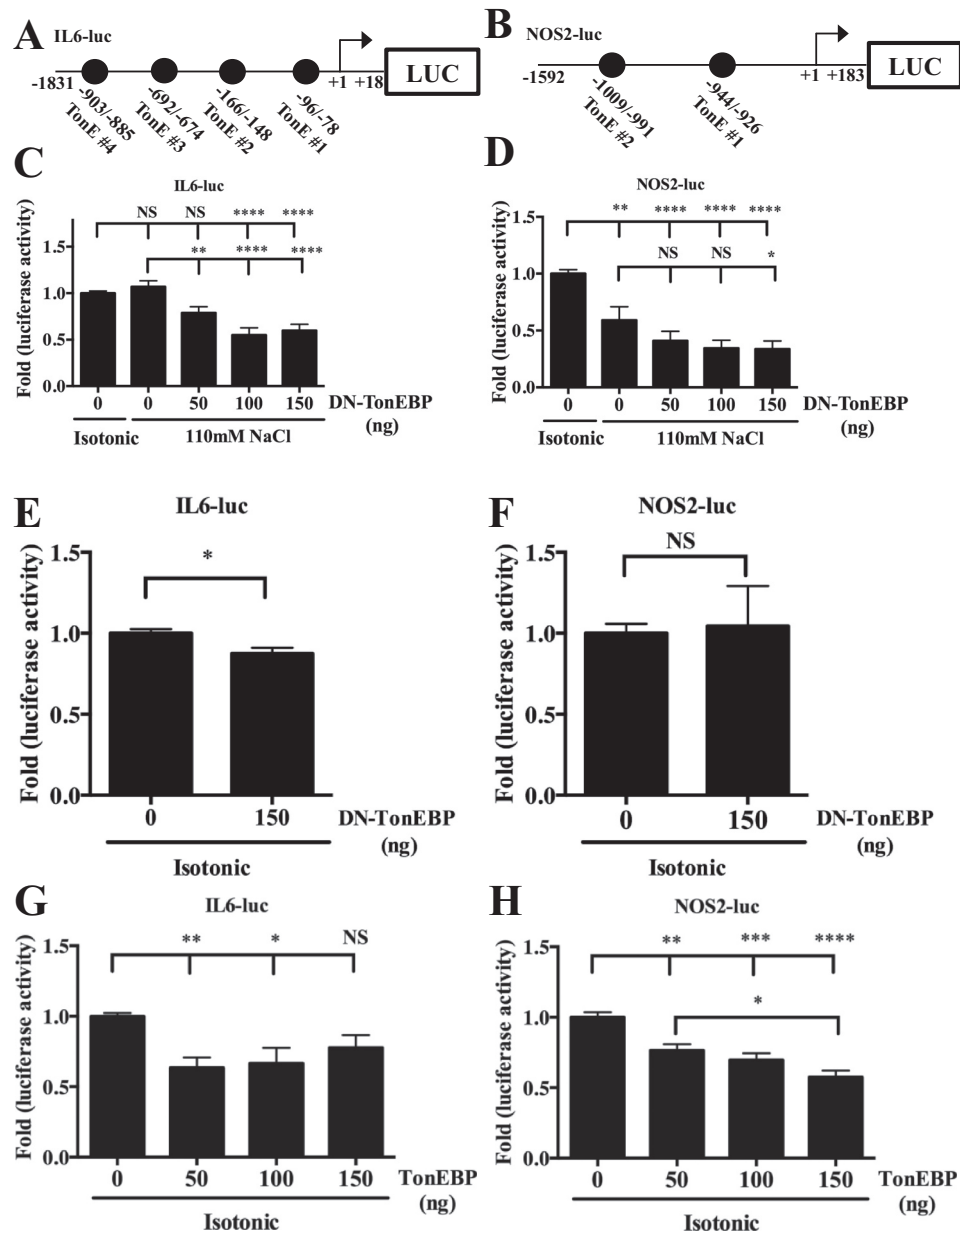 A
IL6-luc
-1831
+1 +18
LUC
-903/-885
TonE #4
-692/-674
TonE #3
-166/-148
TonE #2
-96/-78
TonE #1
B
NOS2-luc
-1592
+1 +183
LUC
-1009/-991
TonE #2
-944/-926
TonE #1
C
IL6-luc
NS NS **** ****
** **** ****
Fold (luciferase activity)
1.5
1.0
0.5
0.0
0 0 50 100 150 DN-TonEBP
(ng)
Isotonic 110mM NaCl
D
NOS2-luc
** **** **** ****
NS NS *
Fold (luciferase activity)
1.5
1.0
0.5
0.0
0 0 50 100 150 DN-TonEBP
(ng)
Isotonic 110mM NaCl
E
IL6-luc
*
Fold (luciferase activity)
1.5
1.0
0.5
0.0
0 150 DN-TonEBP
(ng)
Isotonic
F
NOS2-luc
NS
Fold (luciferase activity)
1.5
1.0
0.5
0.0
0 150 DN-TonEBP
(ng)
Isotonic
G
IL6-luc
** * NS
Fold (luciferase activity)
1.5
1.0
0.5
0.0
0 50 100 150 TonEBP
(ng)
Isotonic
H
NOS2-luc
** *** ****
*
Fold (luciferase activity)
1.5
1.0
0.5
0.0
0 50 100 150 TonEBP
(ng)
Isotonic